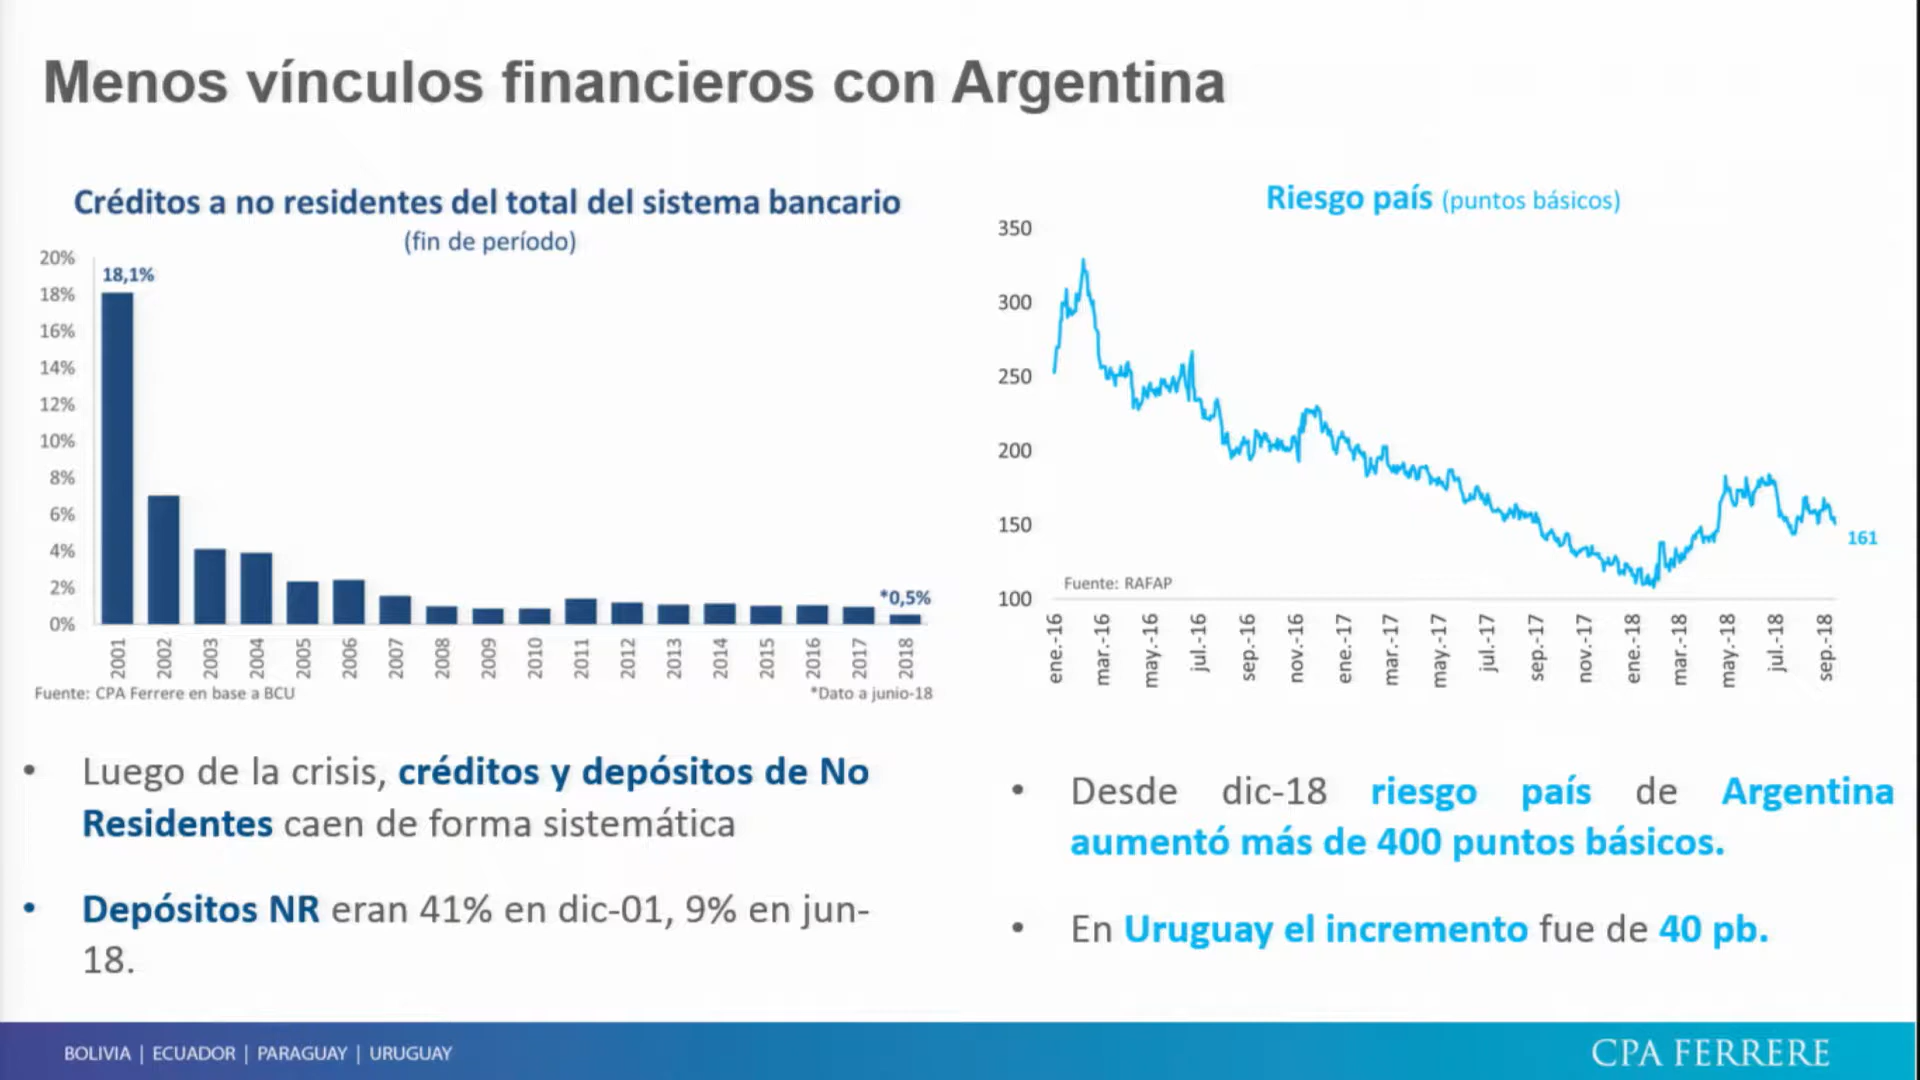 Menos vínculos financieros con Argentina
Créditos a no residentes del total del sistema bancario
(fin de período)
20%
18%
16%
14%
12%
10%
8%
6%
4%
2%
0%
18,1%
*0,5%
2001
2002
2003
2004
2005
2006
2007
2008
2009
2010
2011
2012
2013
2014
2015
2016
2017
2018
Fuente: CPA Ferrere en base a BCU
*Dato a junio-18
Riesgo país (puntos básicos)
350
300
250
200
150
100
161
Fuente: RAFAP
ene.-16
mar.-16
may.-16
jul.-16
sep.-16
nov.-16
ene.-17
mar.-17
may.-17
jul.-17
sep.-17
nov.-17
ene.-18
mar.-18
may.-18
jul.-18
sep.-18
• Luego de la crisis, créditos y depósitos de No
Residentes caen de forma sistemática
• Depósitos NR eran 41% en dic-01, 9% en jun-
18.
• Desde dic-18 riesgo país de Argentina
aumentó más de 400 puntos básicos.
• En Uruguay el incremento fue de 40 pb.
BOLIVIA | ECUADOR | PARAGUAY | URUGUAY
CPA FERRERE